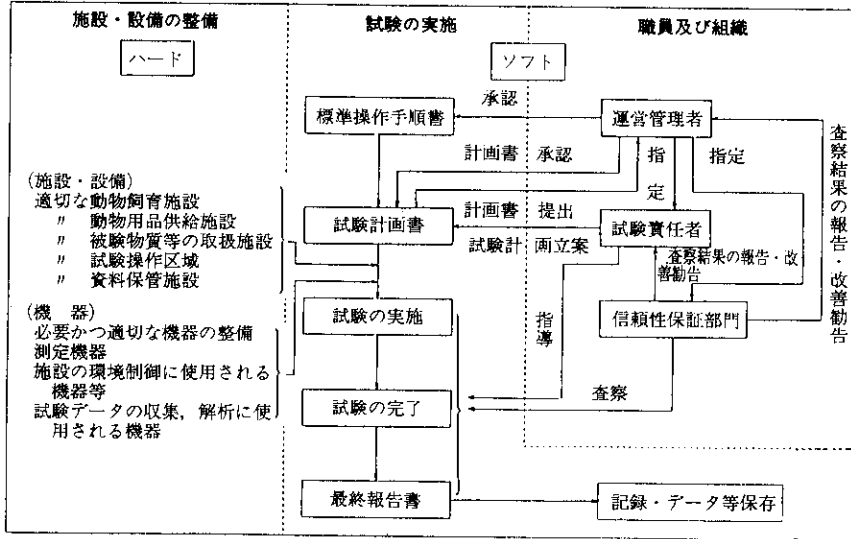 施設・設備の整備
ハード
(施設・設備)
適切な動物飼育施設
〃 動物用品供給施設
〃 被験物質等の取扱施設
〃 試験操作区域
〃 資料保管施設
(機 器)
必要かつ適切な機器の整備
測定機器
施設の環境制御に使用される
機器等
試験データの収集,解析に使
用される機器
試験の実施
ソフト
標準操作手順書
試験計画書
試験の実施
試験の完了
最終報告書
職員及び組織
承認
運営管理者
計画書 承認
指定
指定
計画書 提出
試験責任者
試験計 画立案
査察結果の報告・改
善勧告
指導
信頼性保証部門
査察
査察結果の報告・改善勧告
記録・データ等保存